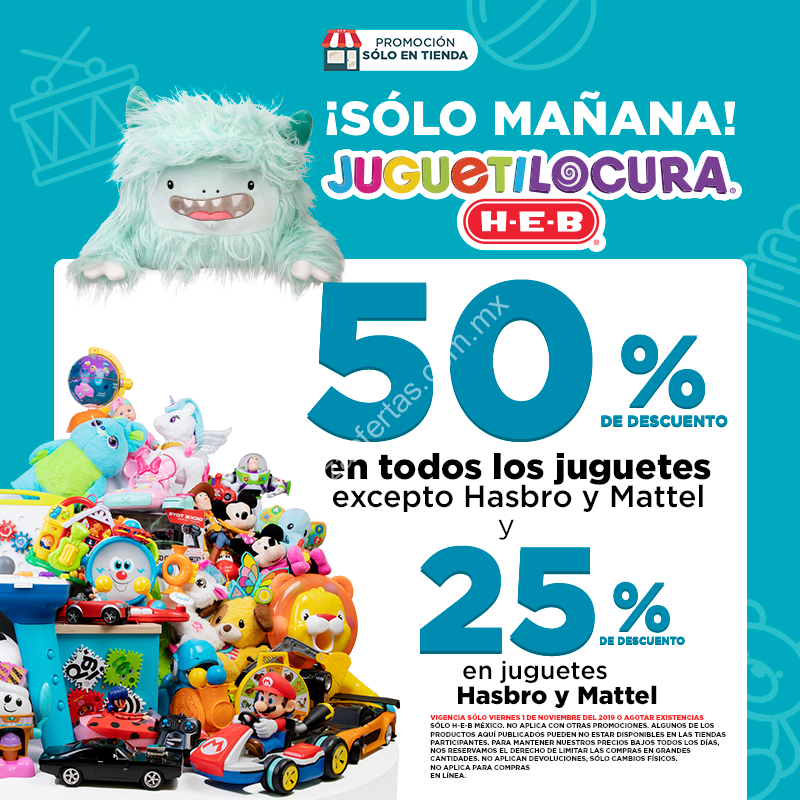 PROMOCIÓN
SÓLO EN TIENDA
¡SÓLO MAÑANA!
JUGUETILOCURA®
H-E-B®
50%
DE DESCUENTO
en todos los juguetes
excepto Hasbro y Mattel
y
25%
DE DESCUENTO
en juguetes
Hasbro y Mattel
VIGENCIA SÓLO VIERNES 1 DE NOVIEMBRE DEL 2019 O AGOTAR EXISTENCIAS
SÓLO H-E-B MÉXICO. NO APLICA CON OTRAS PROMOCIONES. ALGUNOS DE LOS
PRODUCTOS AQUÍ PUBLICADOS PUEDEN NO ESTAR DISPONIBLES EN LAS TIENDAS
PARTICIPANTES. PARA MANTENER NUESTROS PRECIOS BAJOS TODOS LOS DÍAS,
NOS RESERVAMOS EL DERECHO DE LIMITAR LAS COMPRAS EN GRANDES
CANTIDADES. NO APLICAN DEVOLUCIONES, SÓLO CAMBIOS FÍSICOS.
NO APLICA PARA COMPRAS
EN LÍNEA.